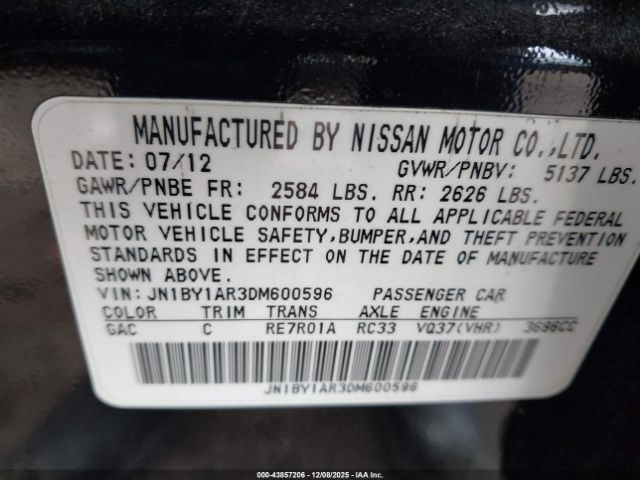 MANUFACTURED BY NISSAN MOTOR CO.,LTD.
DATE: 07/12 GVWR/PNBV: 5137 LBS.
GAWR/PNBE FR: 2584 LBS. RR: 2626 LBS.
THIS VEHICLE CONFORMS TO ALL APPLICABLE FEDERAL
MOTOR VEHICLE SAFETY,BUMPER,AND THEFT PREVENTION
STANDARDS IN EFFECT ON THE DATE OF MANUFACTURE
SHOWN ABOVE.
VIN: JN1BY1AR3DM600596 PASSENGER CAR
COLOR TRIM TRANS AXLE ENGINE
GAC C RE7R01A RC33 VQ37(VHR) 3696CC
JN1BY1AR3DM600596
000-43857206 - 12/08/2025 - IAA Inc.